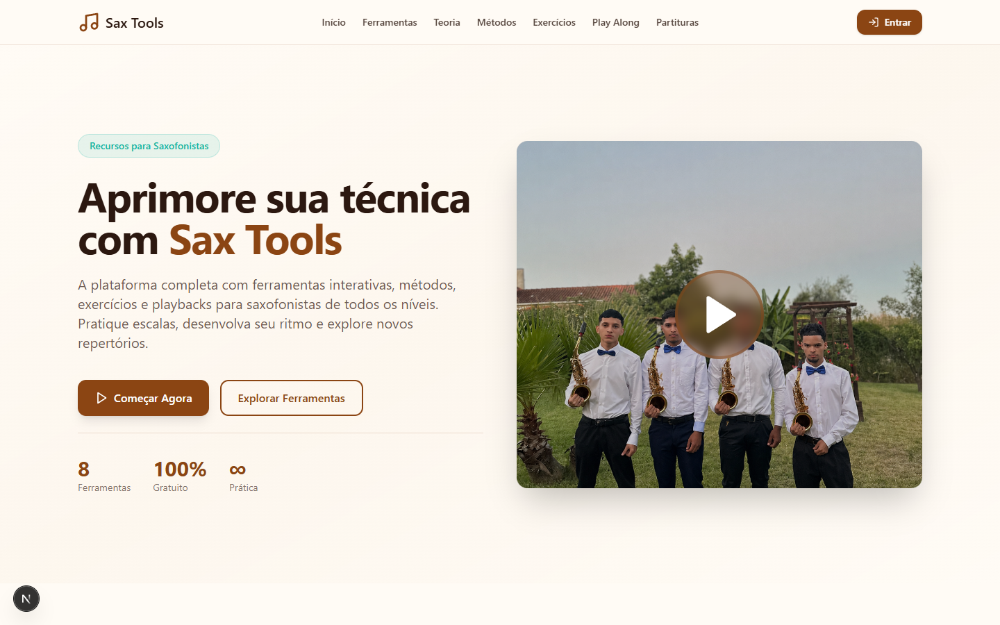 Sax Tools
Início
Ferramentas
Teoria
Métodos
Exercícios
Play Along
Partituras
Entrar
Recursos para Saxofonistas
Aprimore sua técnica
com Sax Tools
A plataforma completa com ferramentas interativas, métodos,
exercícios e playbacks para saxofonistas de todos os níveis.
Pratique escalas, desenvolva seu ritmo e explore novos
repertórios.
Começar Agora
Explorar Ferramentas
8
Ferramentas
100%
Gratuito
∞
Prática
N